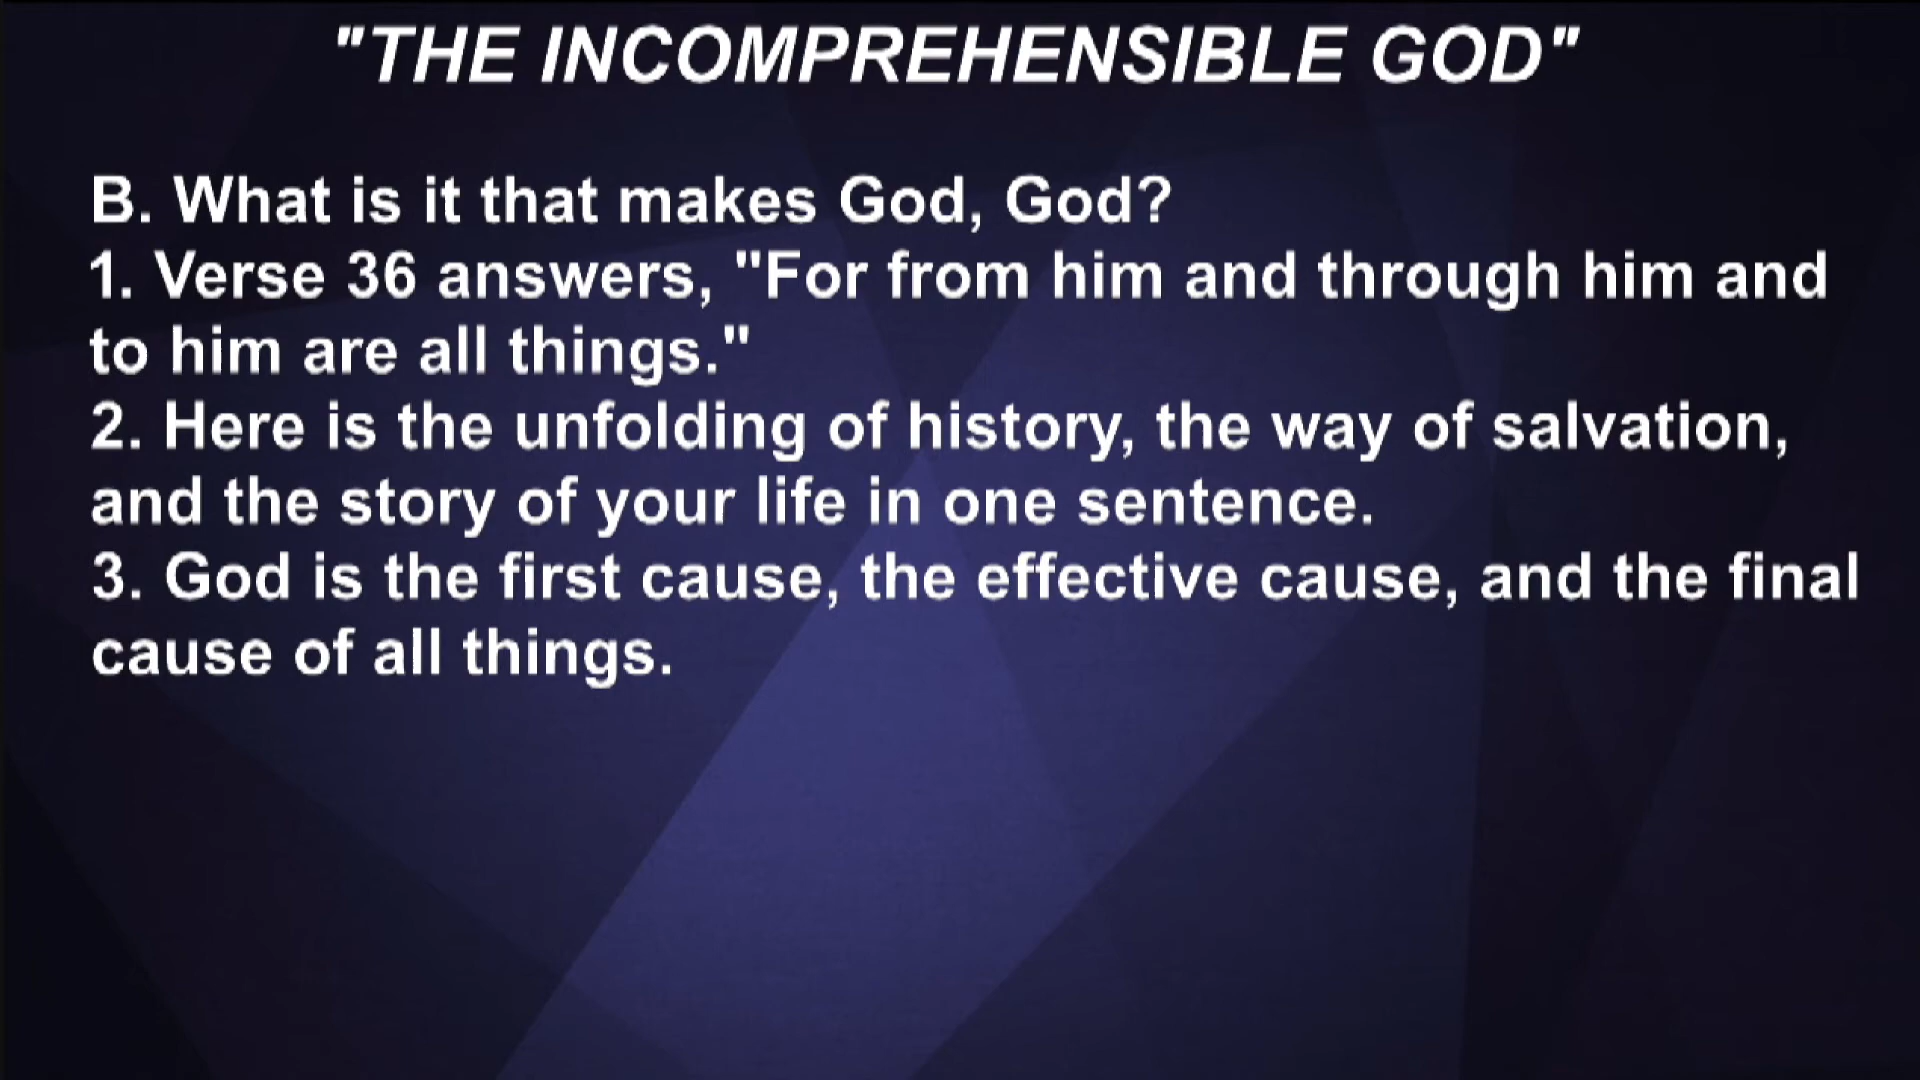 "THE INCOMPREHENSIBLE GOD"
B. What is it that makes God, God?
1. Verse 36 answers, "For from him and through him and
to him are all things."
2. Here is the unfolding of history, the way of salvation,
and the story of your life in one sentence.
3. God is the first cause, the effective cause, and the final
cause of all things.